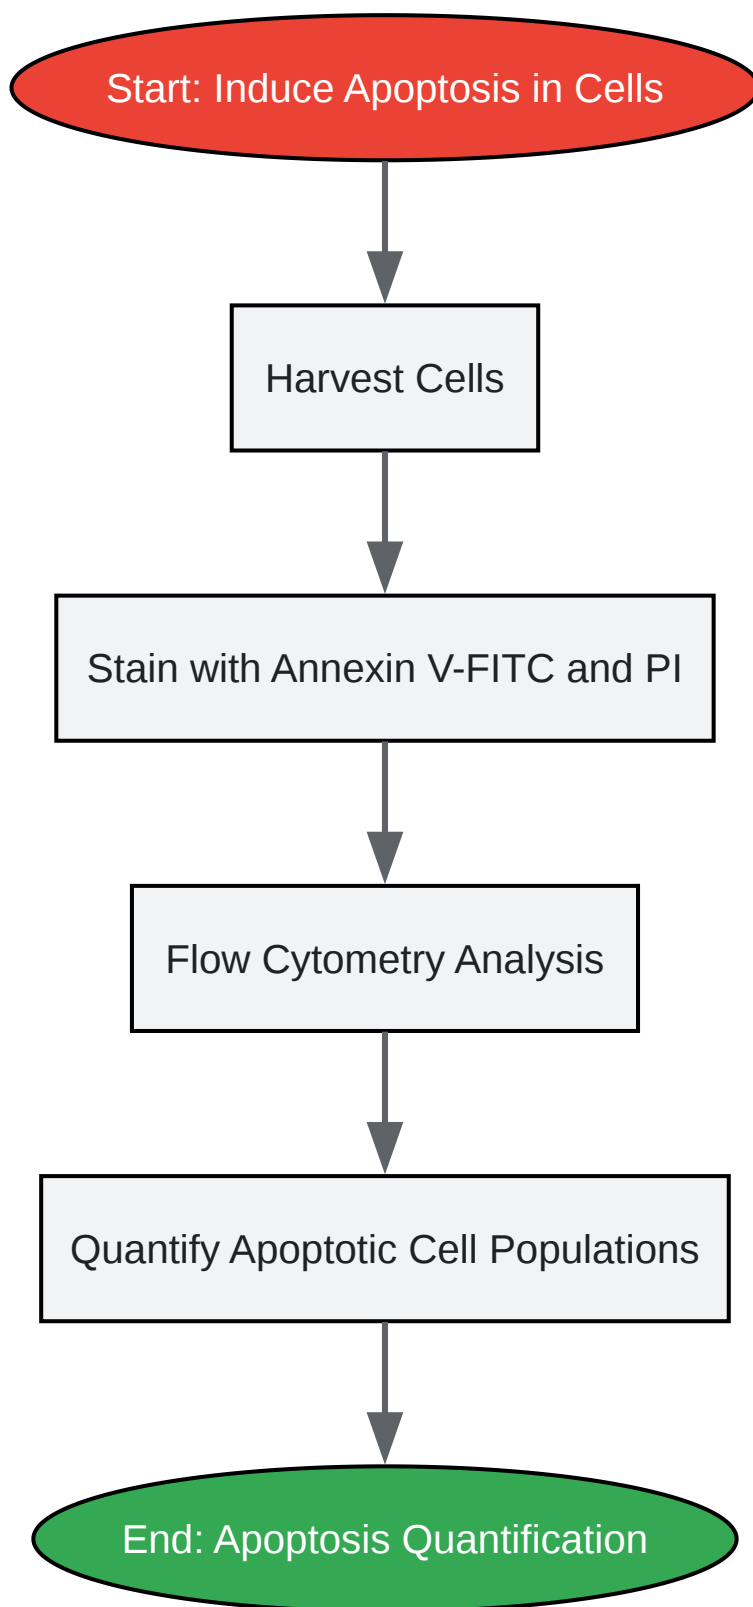 Start: Induce Apoptosis in Cells
Harvest Cells
Stain with Annexin V-FITC and PI
Flow Cytometry Analysis
Quantify Apoptotic Cell Populations
End: Apoptosis Quantification